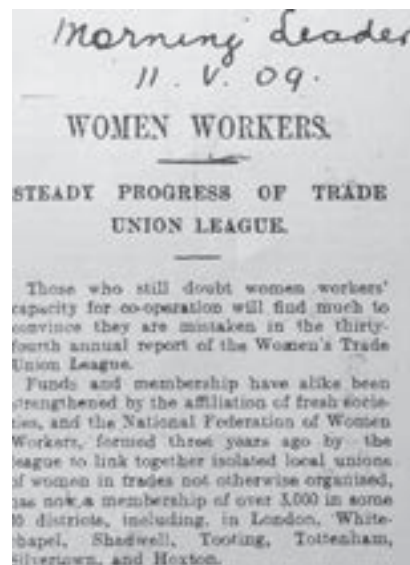 Morning Leader
11. V. 09.
WOMEN WORKERS.
STEADY PROGRESS OF TRADE
UNION LEAGUE.
Those who still doubt women workers'
capacity for co-operation will find much to
convince they are mistaken in the thirty-
fourth annual report of the Women's Trade
Union League.
Funds and membership have alike been
strengthened by the affiliation of fresh socie-
ties, and the National Federation of Women
Workers, formed three years ago by the
league to link together isolated local unions
of women in trades not otherwise organised,
has now a membership of over 3,000 in some
districts, including, in London, White-
chapel, Shadwell, Tooting, Tottenham,
Silvertown, and Hoxton.